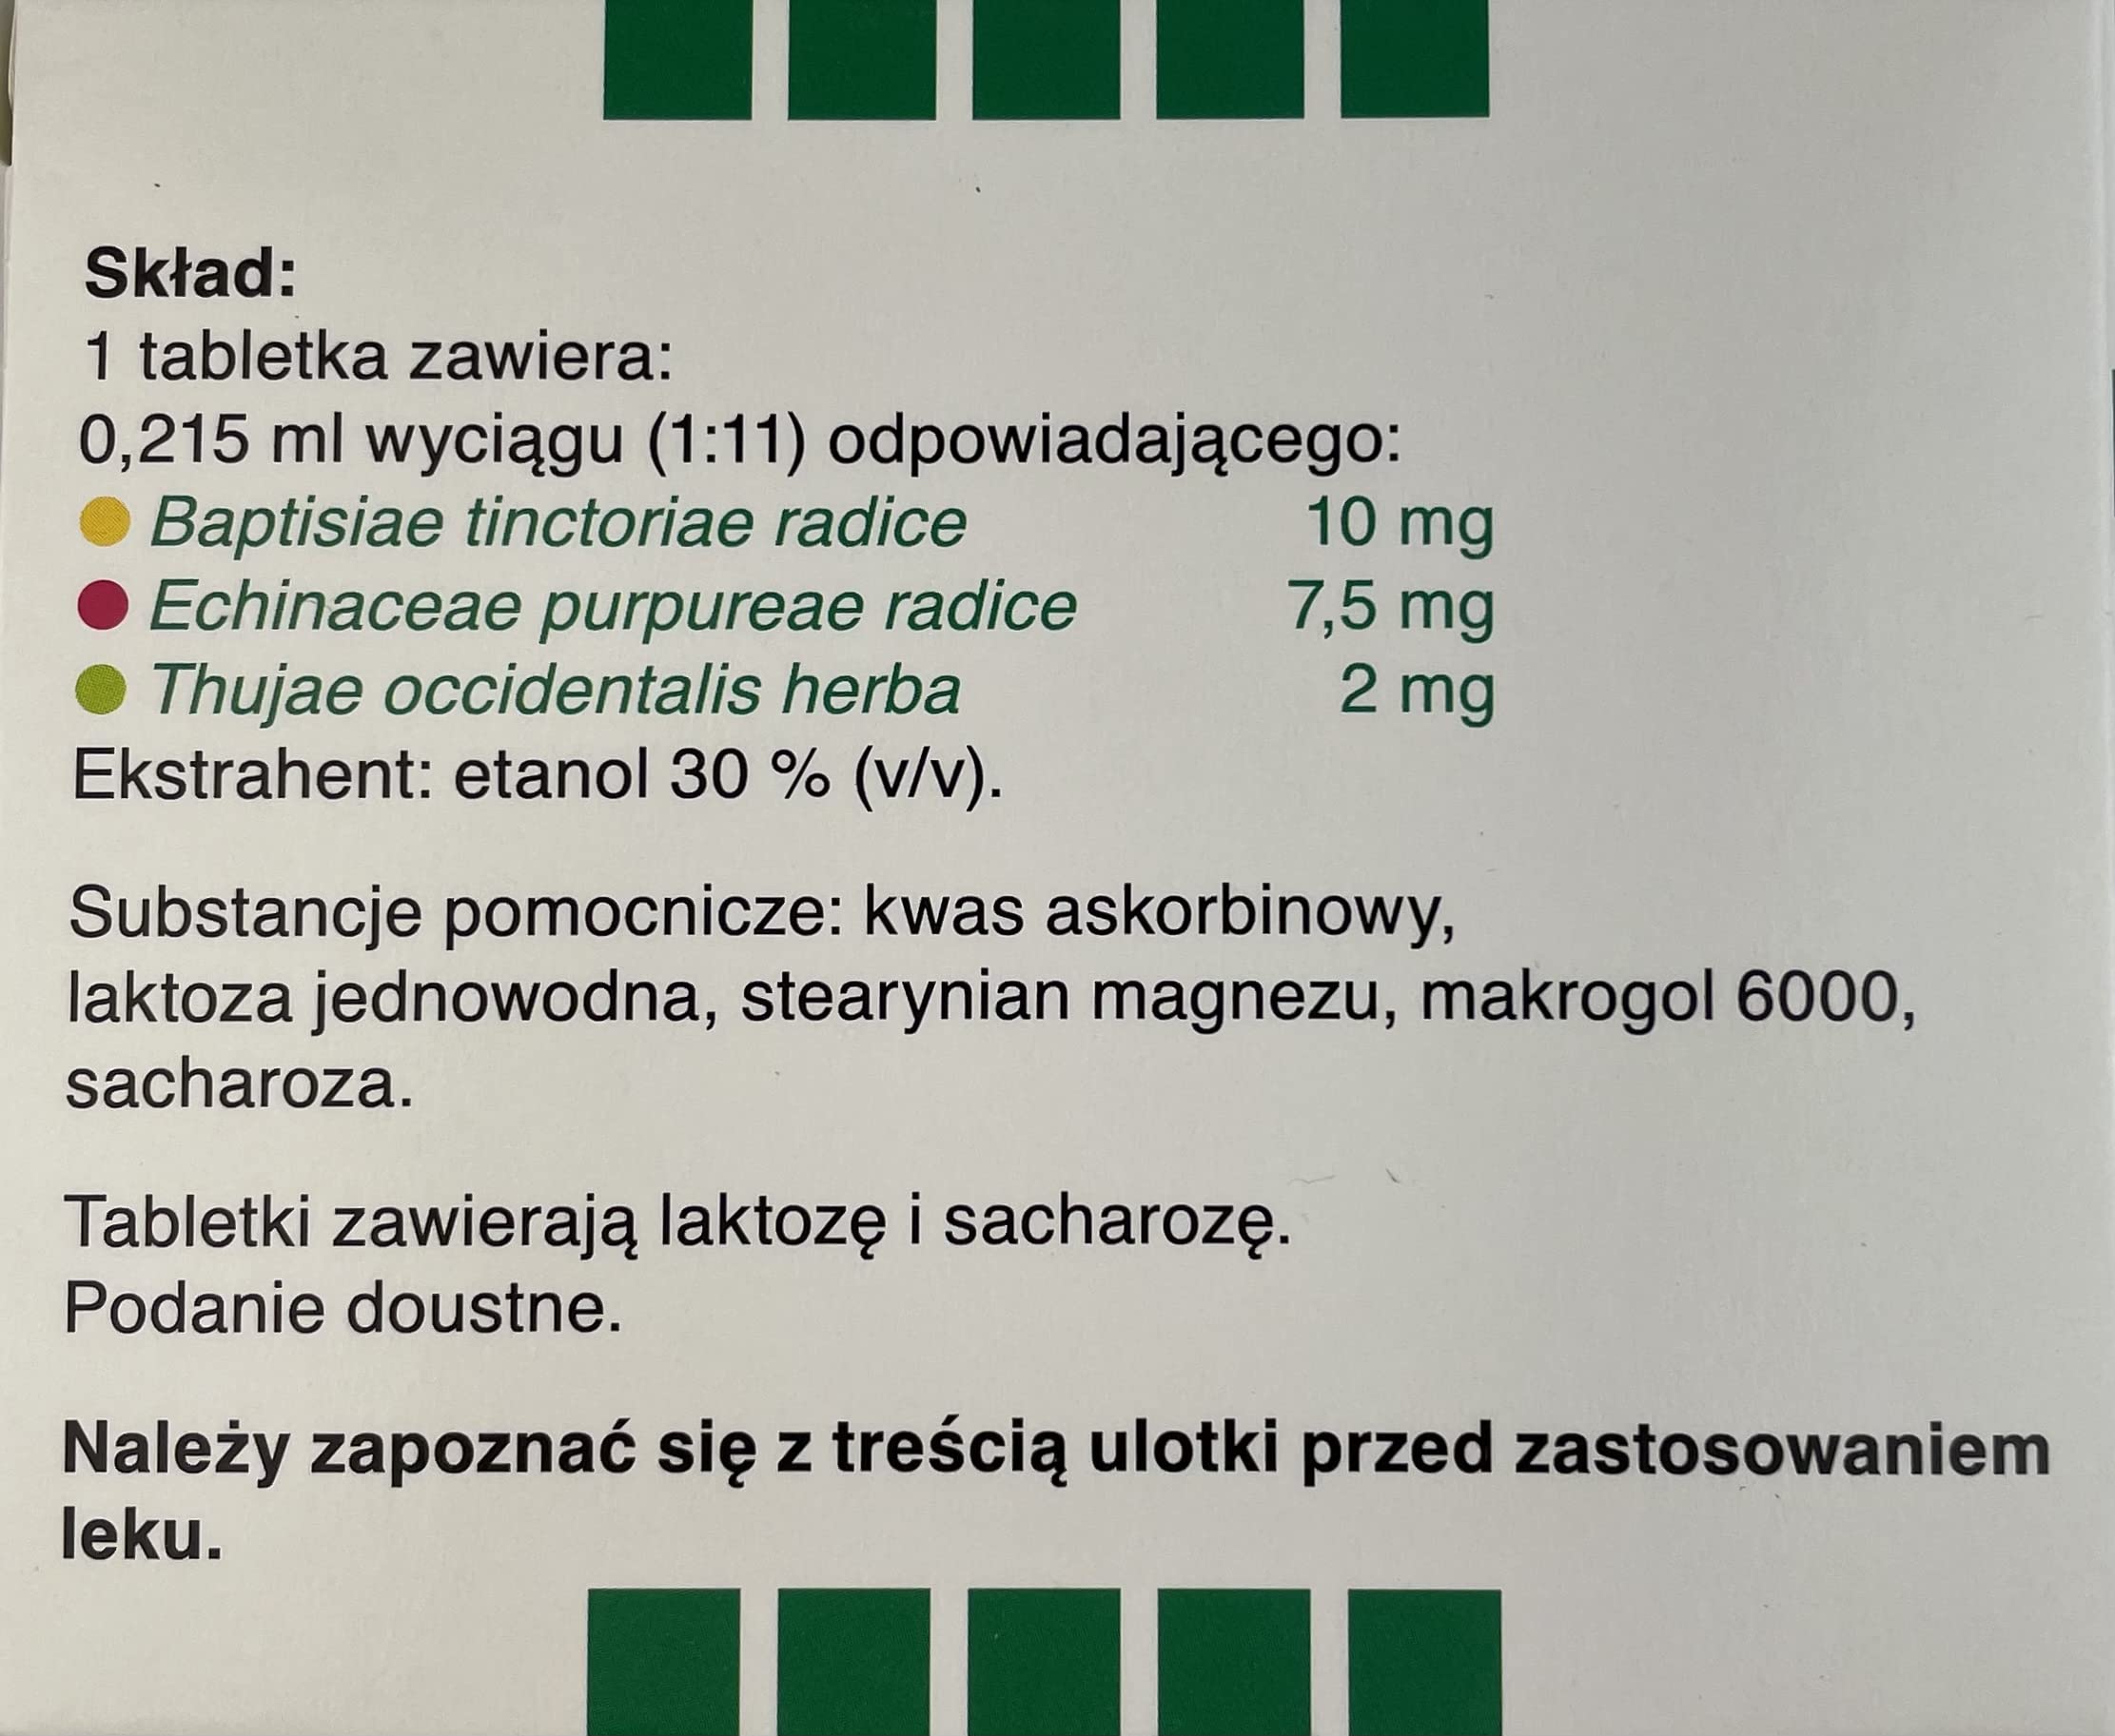 Skład:
1 tabletka zawiera:
0,215 ml wyciągu (1:11) odpowiadającego:
Baptisiae tinctoriae radice 10 mg
Echinaceae purpureae radice 7,5 mg
Thujae occidentalis herba 2 mg
Ekstrahent: etanol 30 % (v/v).
Substancje pomocnicze: kwas askorbinowy,
laktoza jednowodna, stearynian magnezu, makrogol 6000,
sacharoza.
Tabletki zawierają laktozę i sacharozę.
Podanie doustne.
Należy zapoznać się z treścią ulotki przed zastosowaniem
leku.